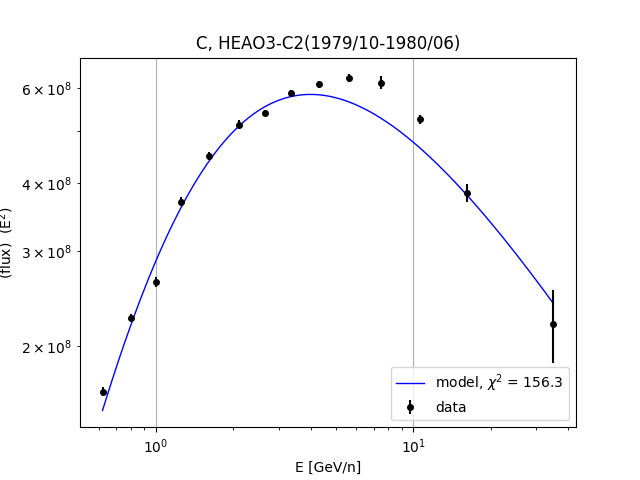 C, HEAO3-C2(1979/10-1980/06)
6 × 10⁸
4 × 10⁸
3 × 10⁸
2 × 10⁸
(flux) (E²)
model, χ² = 156.3
data
10⁰
10¹
E [GeV/n]